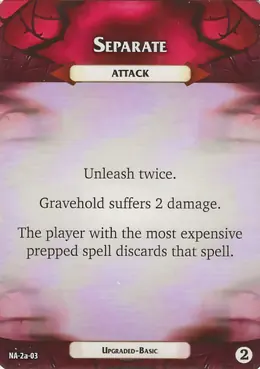 Separate
ATTACK
Unleash twice.
Gravehold suffers 2 damage.
The player with the most expensive
prepped spell discards that spell.
NA-2a-03
Upgraded-Basic
2